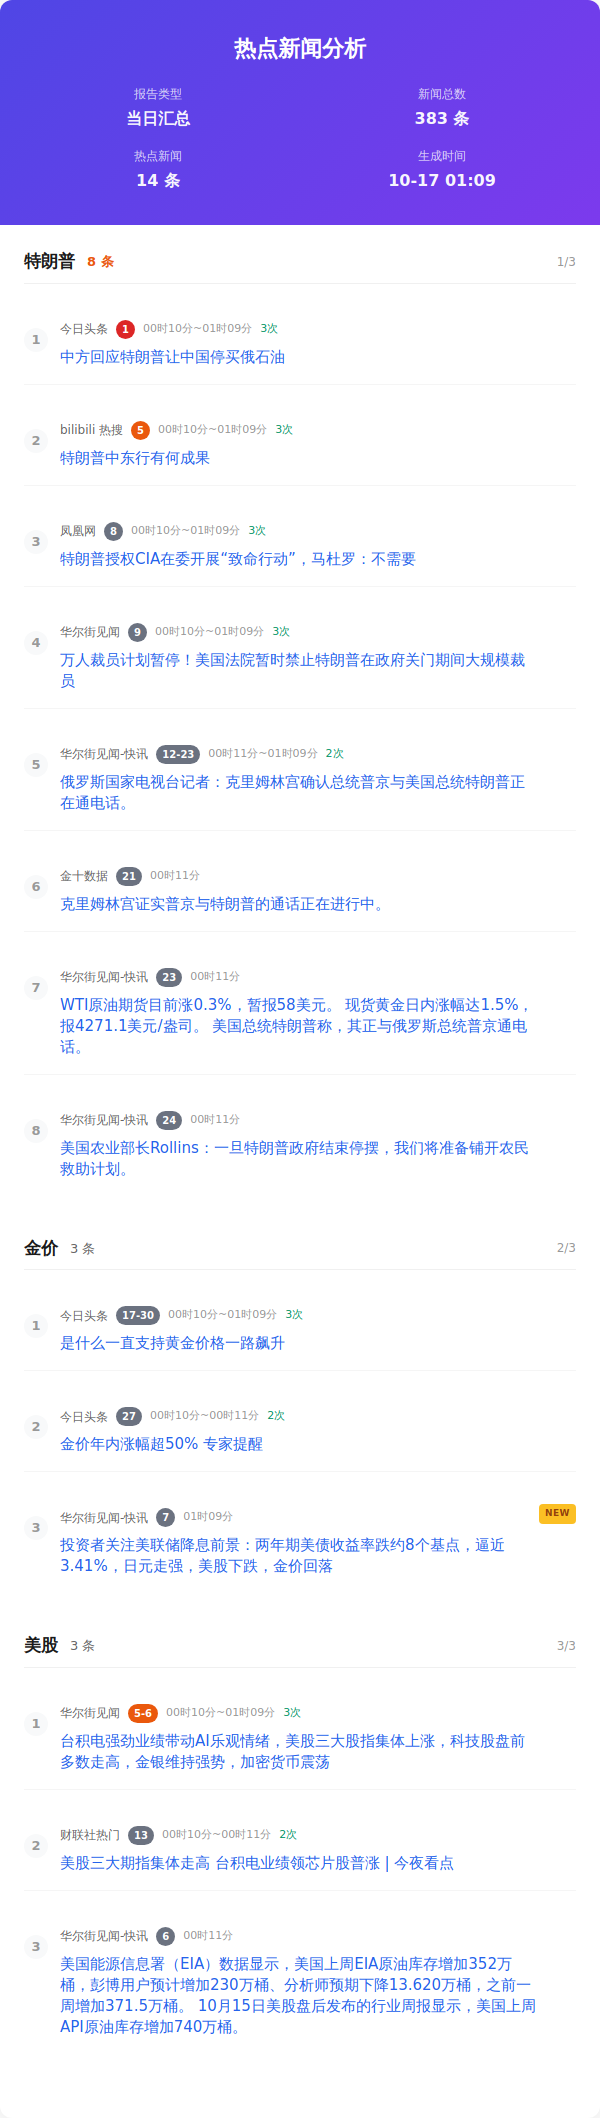 热点新闻分析
报告类型
当日汇总
新闻总数
383 条
热点新闻
14 条
生成时间
10-17 01:09
特朗普 8 条 1/3
1
今日头条 1 00时10分~01时09分 3次
中方回应特朗普让中国停买俄石油
2
bilibili 热搜 5 00时10分~01时09分 3次
特朗普中东行有何成果
3
凤凰网 8 00时10分~01时09分 3次
特朗普授权CIA在委开展“致命行动”，马杜罗：不需要
4
华尔街见闻 9 00时10分~01时09分 3次
万人裁员计划暂停！美国法院暂时禁止特朗普在政府关门期间大规模裁
员
5
华尔街见闻-快讯 12-23 00时11分~01时09分 2次
俄罗斯国家电视台记者：克里姆林宫确认总统普京与美国总统特朗普正
在通电话。
6
金十数据 21 00时11分
克里姆林宫证实普京与特朗普的通话正在进行中。
7
华尔街见闻-快讯 23 00时11分
WTI原油期货目前涨0.3%，暂报58美元。 现货黄金日内涨幅达1.5%，
报4271.1美元/盎司。 美国总统特朗普称，其正与俄罗斯总统普京通电
话。
8
华尔街见闻-快讯 24 00时11分
美国农业部长Rollins：一旦特朗普政府结束停摆，我们将准备铺开农民
救助计划。
金价 3 条 2/3
1
今日头条 17-30 00时10分~01时09分 3次
是什么一直支持黄金价格一路飙升
2
今日头条 27 00时10分~00时11分 2次
金价年内涨幅超50% 专家提醒
3
华尔街见闻-快讯 7 01时09分 NEW
投资者关注美联储降息前景：两年期美债收益率跌约8个基点，逼近
3.41%，日元走强，美股下跌，金价回落
美股 3 条 3/3
1
华尔街见闻 5-6 00时10分~01时09分 3次
台积电强劲业绩带动AI乐观情绪，美股三大股指集体上涨，科技股盘前
多数走高，金银维持强势，加密货币震荡
2
财联社热门 13 00时10分~00时11分 2次
美股三大期指集体走高 台积电业绩领芯片股普涨 | 今夜看点
3
华尔街见闻-快讯 6 00时11分
美国能源信息署（EIA）数据显示，美国上周EIA原油库存增加352万
桶，彭博用户预计增加230万桶、分析师预期下降13.620万桶，之前一
周增加371.5万桶。 10月15日美股盘后发布的行业周报显示，美国上周
API原油库存增加740万桶。